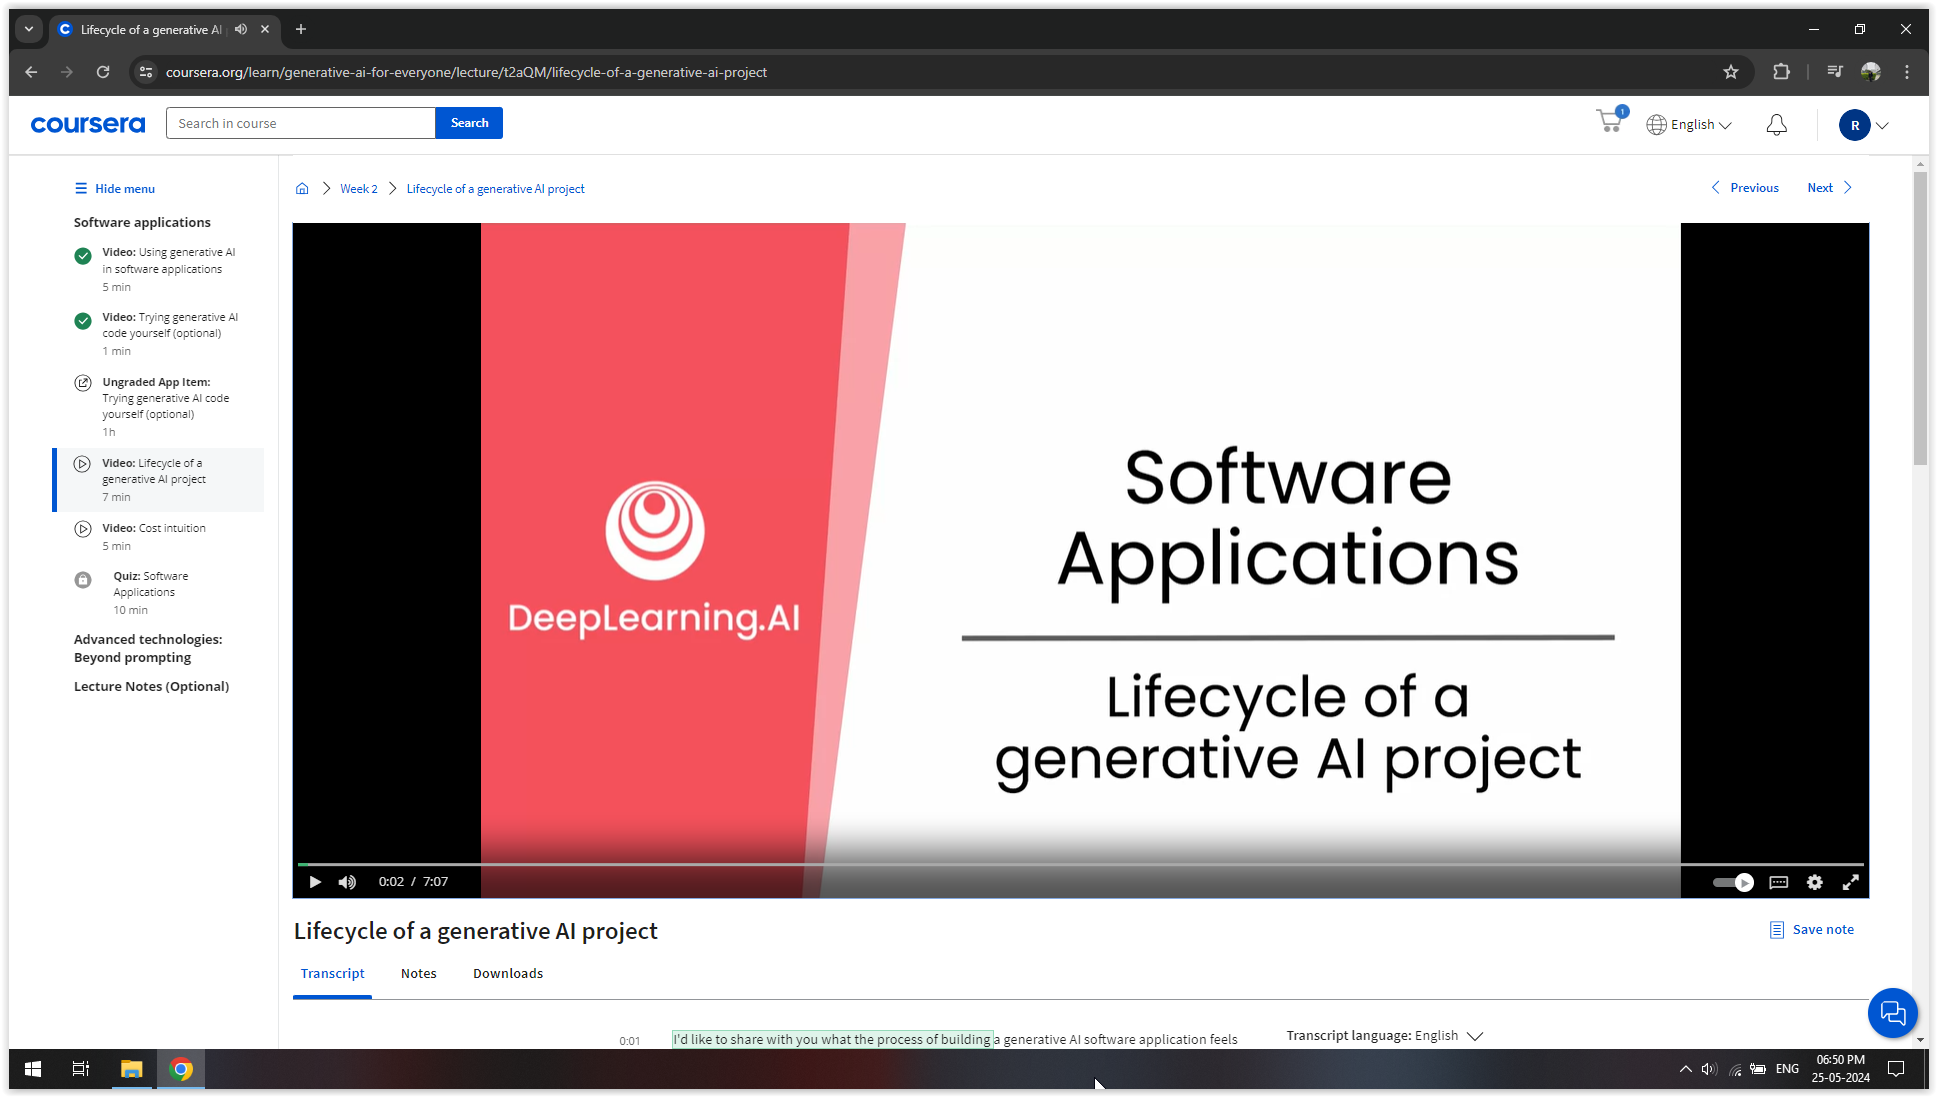 Lifecycle of a generative AI
coursera.org/learn/generative-ai-for-everyone/lecture/t2aQM/lifecycle-of-a-generative-ai-project
coursera
Search in course
Search
1
English
R
Hide menu
Software applications
Video: Using generative AI
in software applications
5 min
Video: Trying generative AI
code yourself (optional)
1 min
Ungraded App Item:
Trying generative AI code
yourself (optional)
1h
Video: Lifecycle of a
generative AI project
7 min
Video: Cost intuition
5 min
Quiz: Software
Applications
10 min
Advanced technologies:
Beyond prompting
Lecture Notes (Optional)
Week 2
Lifecycle of a generative AI project
Previous
Next
DeepLearning.AI
Software
Applications
Lifecycle of a
generative AI project
0:02 / 7:07
Lifecycle of a generative AI project
Save note
Transcript
Notes
Downloads
0:01
I'd like to share with you what the process of building a generative AI software application feels
Transcript language: English
ENG
06:50 PM
25-05-2024